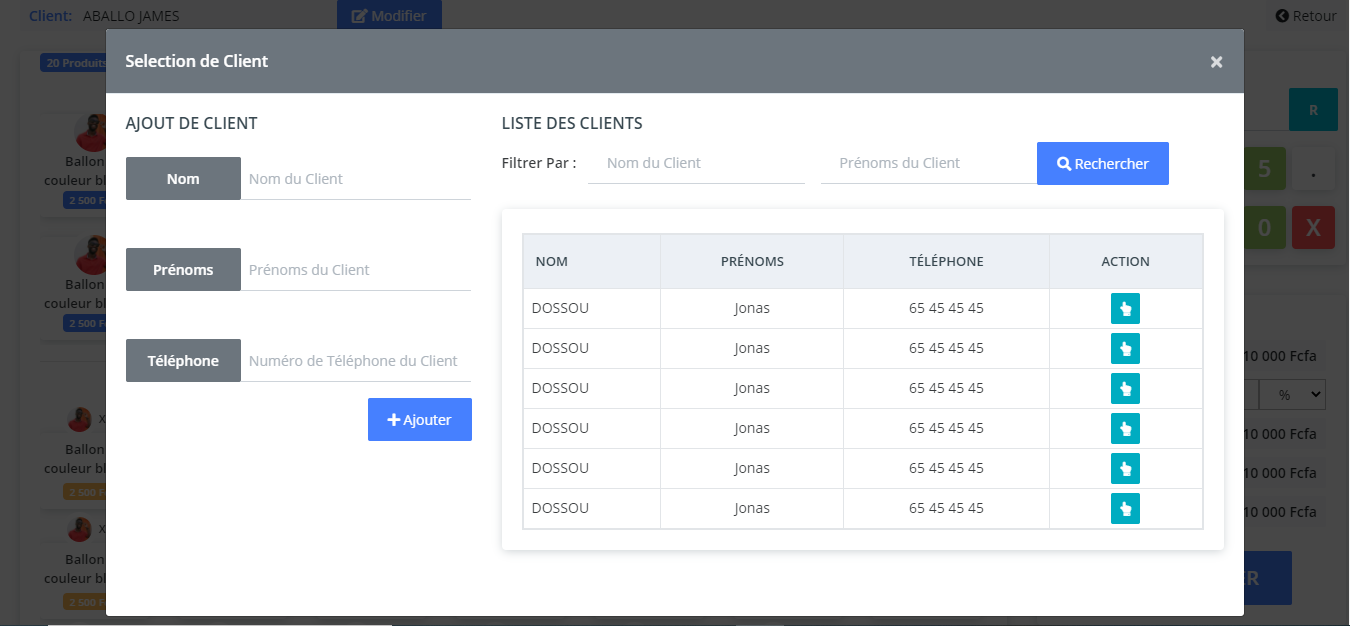 Client: ABALLO JAMES
Modifier
Retour
Selection de Client
×
20 Produits
AJOUT DE CLIENT
LISTE DES CLIENTS
Filtrer Par :
Nom du Client
Prénoms du Client
Rechercher
Nom
Nom du Client
Prénoms
Prénoms du Client
Téléphone
Numéro de Téléphone du Client
Ajouter
NOM PRÉNOMS TÉLÉPHONE ACTION
DOSSOU Jonas 65 45 45 45
DOSSOU Jonas 65 45 45 45
DOSSOU Jonas 65 45 45 45
DOSSOU Jonas 65 45 45 45
DOSSOU Jonas 65 45 45 45
DOSSOU Jonas 65 45 45 45
Ballon
couleur bl
2 500 F
Ballon
couleur bl
2 500 F
x
Ballon
couleur bl
2 500 F
x
Ballon
couleur bl
2 500 F
R
5 .
0 X
10 000 Fcfa
%
10 000 Fcfa
10 000 Fcfa
10 000 Fcfa
ER